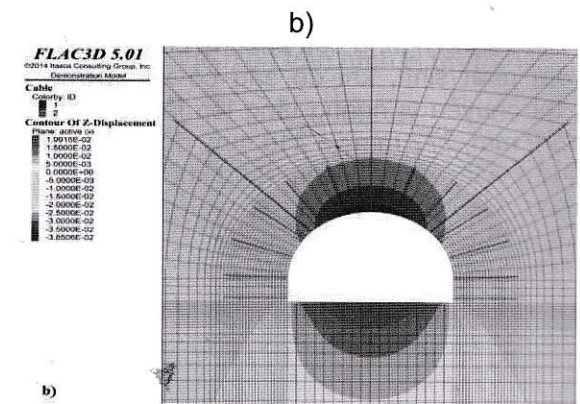 b)
FLAC3D 5.01
©2014 Itasca Consulting Group, Inc.
Demonstration Model
Cable
Colorby: ID
1
2
Contour Of Z-Displacement
Plane: active on
1.9916E-02
1.5000E-02
1.0000E-02
5.0000E-03
0.0000E+00
-5.0000E-03
-1.0000E-02
-1.5000E-02
-2.0000E-02
-2.5000E-02
-3.0000E-02
-3.5000E-02
-3.8506E-02
b)